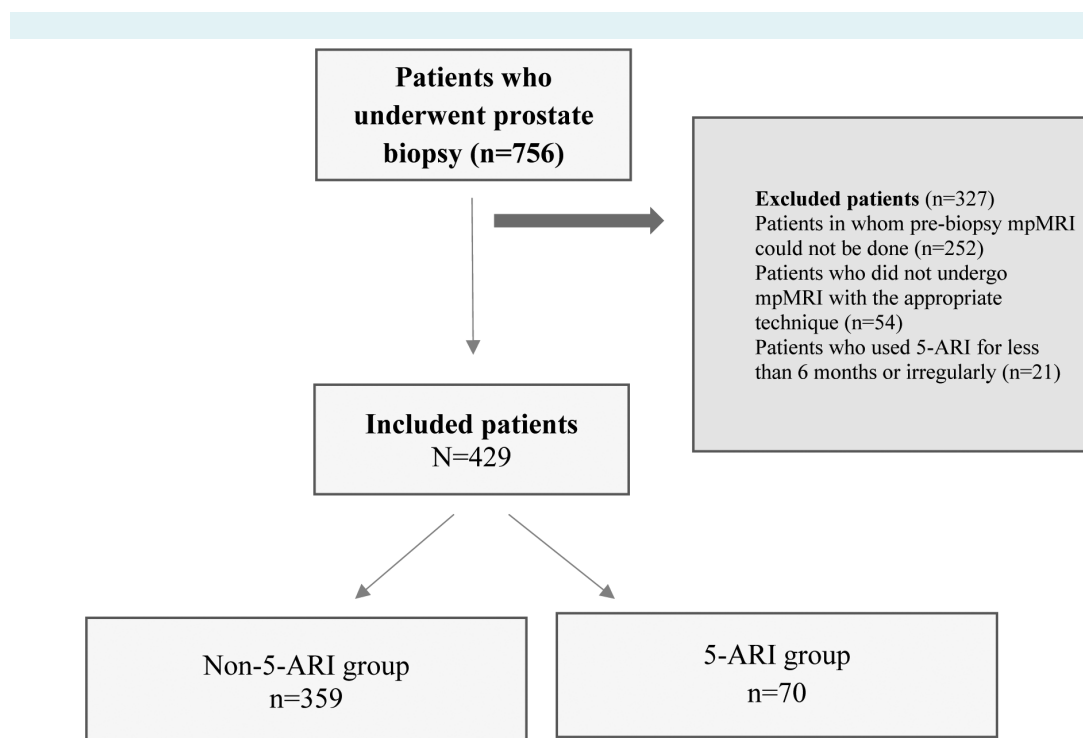 Patients who
underwent prostate
biopsy (n=756)
Excluded patients (n=327)
Patients in whom pre-biopsy mpMRI
could not be done (n=252)
Patients who did not undergo
mpMRI with the appropriate
technique (n=54)
Patients who used 5-ARI for less
than 6 months or irregularly (n=21)
Included patients
N=429
Non-5-ARI group
n=359
5-ARI group
n=70